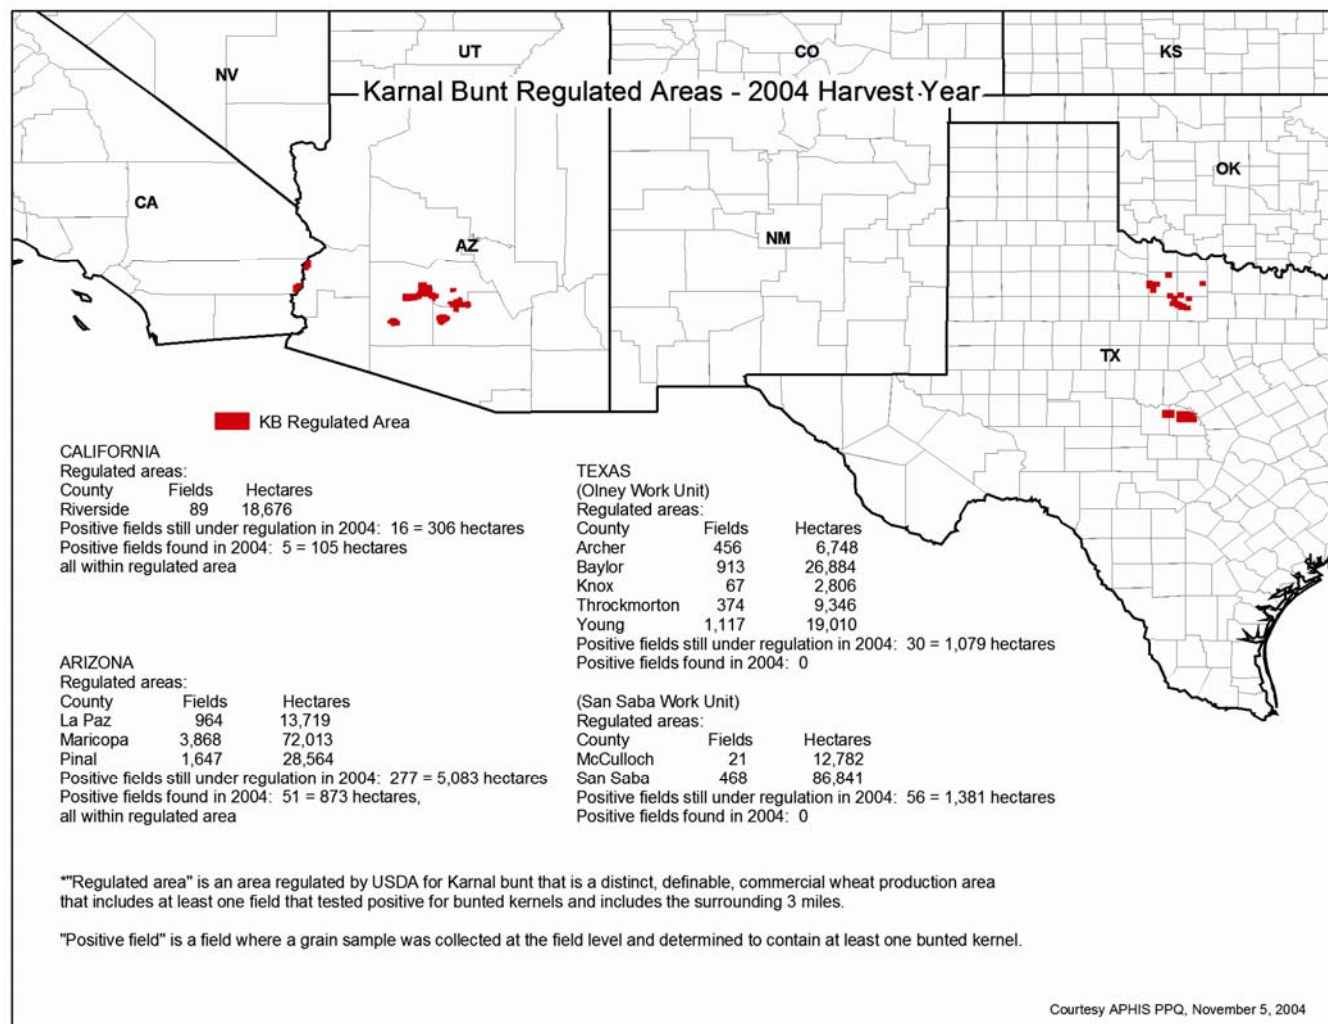 UT
CO
KS
NV
Karnal Bunt Regulated Areas - 2004 Harvest Year
OK
CA
NM
AZ
TX
KB Regulated Area
CALIFORNIA
Regulated areas:
County Fields Hectares
Riverside 89 18,676
Positive fields still under regulation in 2004: 16 = 306 hectares
Positive fields found in 2004: 5 = 105 hectares
all within regulated area
ARIZONA
Regulated areas:
County Fields Hectares
La Paz 964 13,719
Maricopa 3,868 72,013
Pinal 1,647 28,564
Positive fields still under regulation in 2004: 277 = 5,083 hectares
Positive fields found in 2004: 51 = 873 hectares,
all within regulated area
TEXAS
(Olney Work Unit)
Regulated areas:
County Fields Hectares
Archer 456 6,748
Baylor 913 26,884
Knox 67 2,806
Throckmorton 374 9,346
Young 1,117 19,010
Positive fields still under regulation in 2004: 30 = 1,079 hectares
Positive fields found in 2004: 0
(San Saba Work Unit)
Regulated areas:
County Fields Hectares
McCulloch 21 12,782
San Saba 468 86,841
Positive fields still under regulation in 2004: 56 = 1,381 hectares
Positive fields found in 2004: 0
*"Regulated area" is an area regulated by USDA for Karnal bunt that is a distinct, definable, commercial wheat production area
that includes at least one field that tested positive for bunted kernels and includes the surrounding 3 miles.
"Positive field" is a field where a grain sample was collected at the field level and determined to contain at least one bunted kernel.
Courtesy APHIS PPQ, November 5, 2004